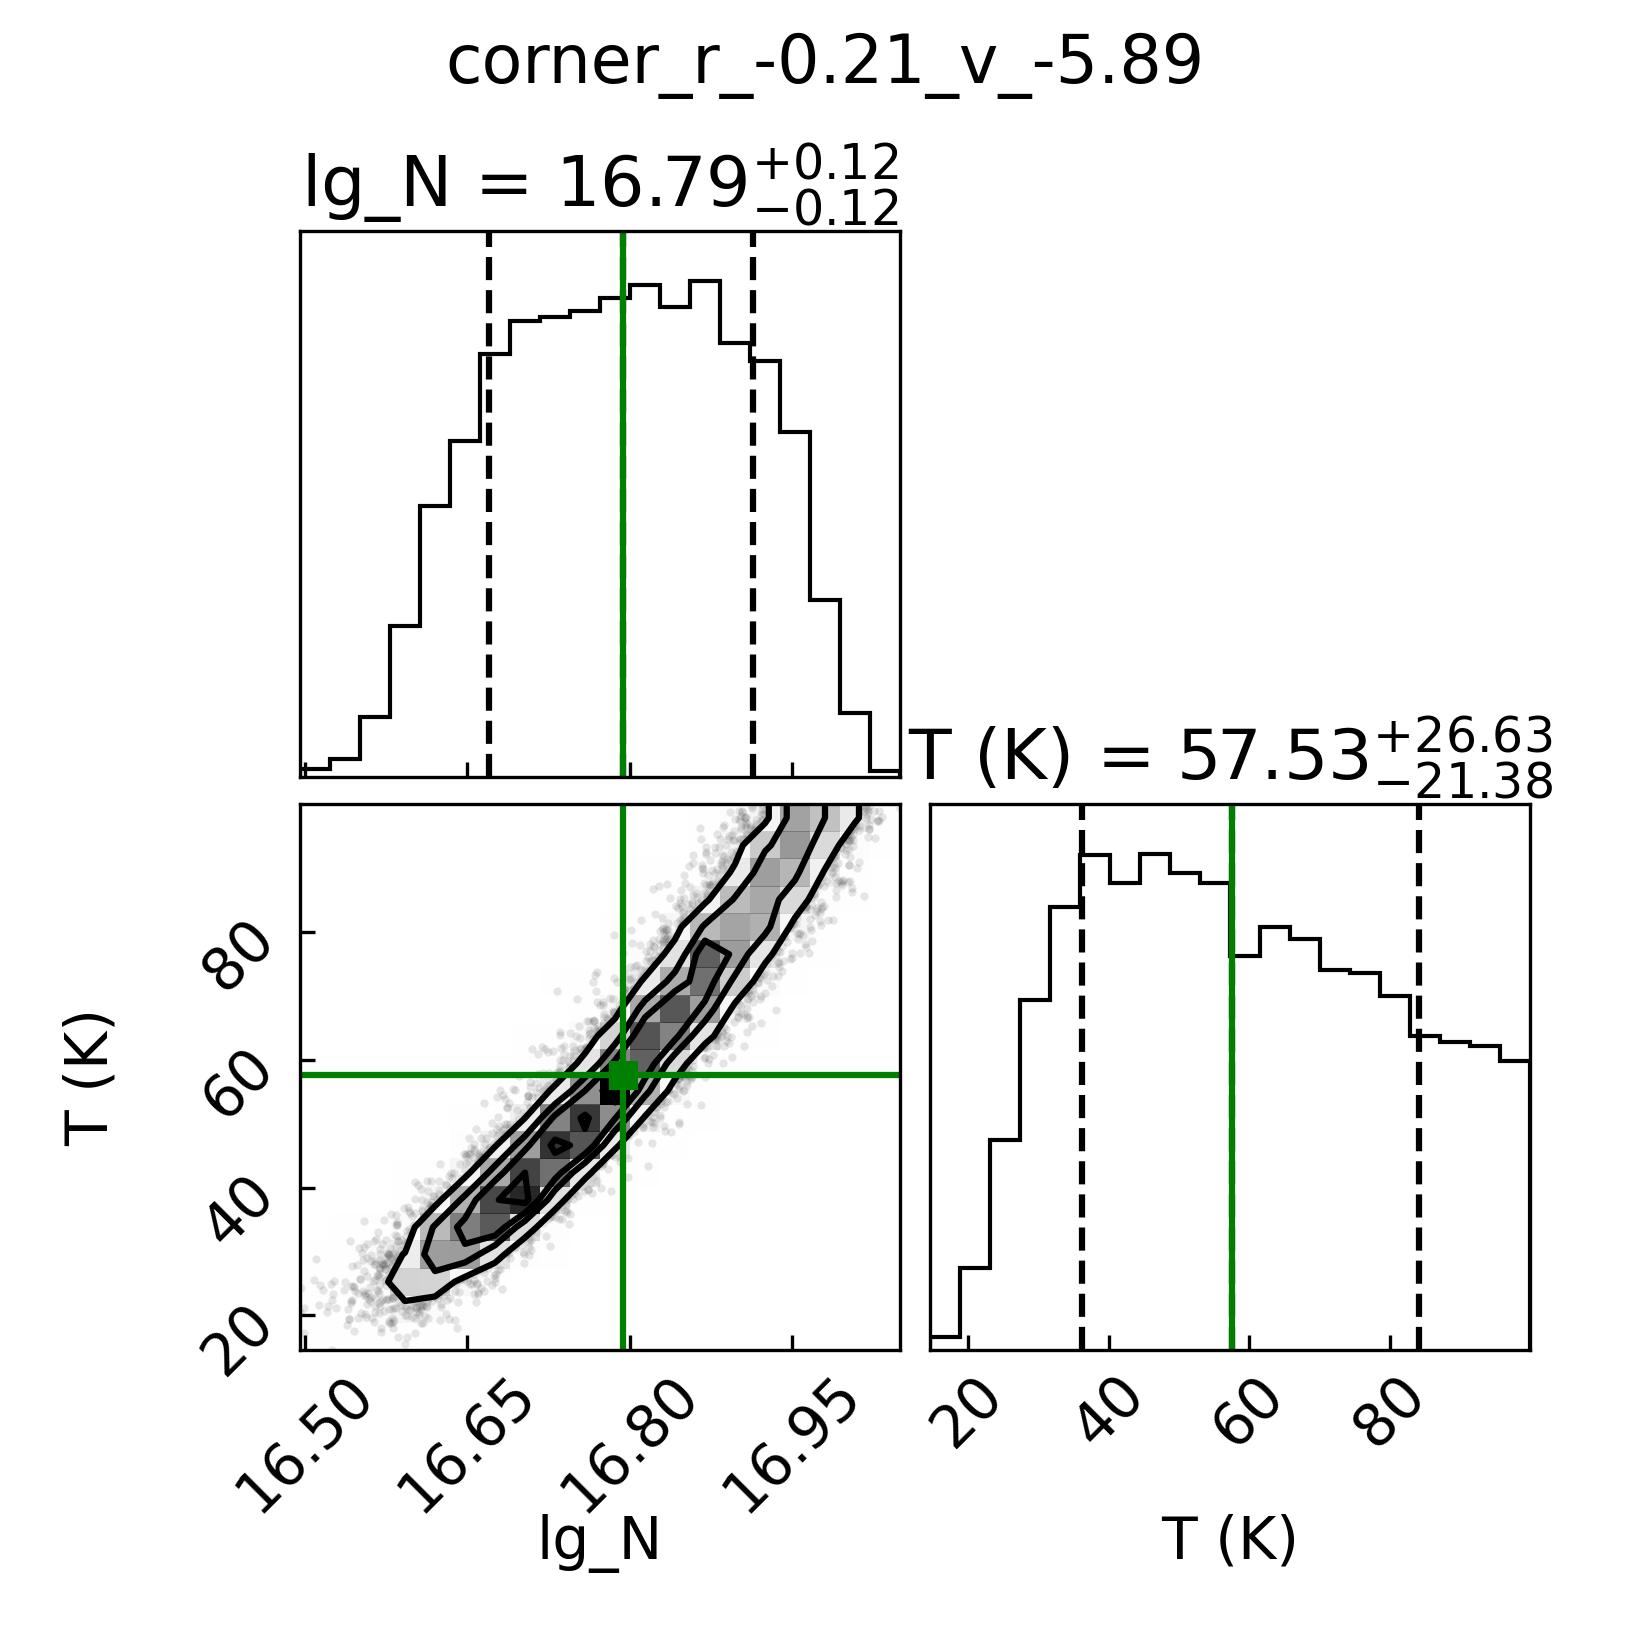 corner_r_-0.21_v_-5.89
lg_N = 16.79+0.12 −0.12
T (K) = 57.53+26.63 −21.38
80
60
40
20
T (K)
16.50 16.65 16.80 16.95
20 40 60 80
lg_N
T (K)